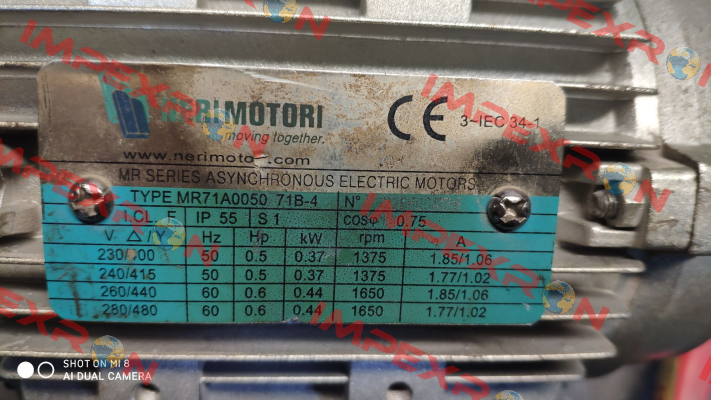 NERI MOTORI
moving together.
www.nerimotori.com
CE 3-IEC 34-1
MR SERIES ASYNCHRONOUS ELECTRIC MOTORS
TYPE MR71A0050 71B-4 N°
I.CL. F IP 55 S 1 cosφ 0.75
V. △/ Hz Hp kW rpm A
230/400 50 0.5 0.37 1375 1.85/1.06
240/415 50 0.5 0.37 1375 1.77/1.02
260/440 60 0.6 0.44 1650 1.85/1.06
280/480 60 0.6 0.44 1650 1.77/1.02
SHOT ON MI 8
AI DUAL CAMERA
IMPEXRON